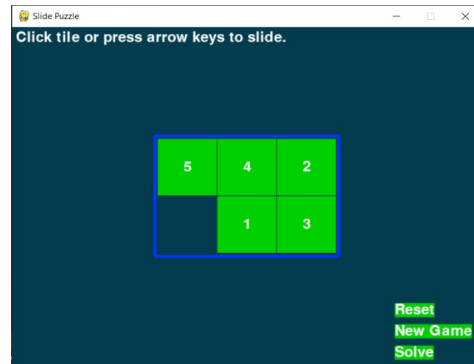 Slide Puzzle
Click tile or press arrow keys to slide.
5 4 2
1 3
Reset
New Game
Solve